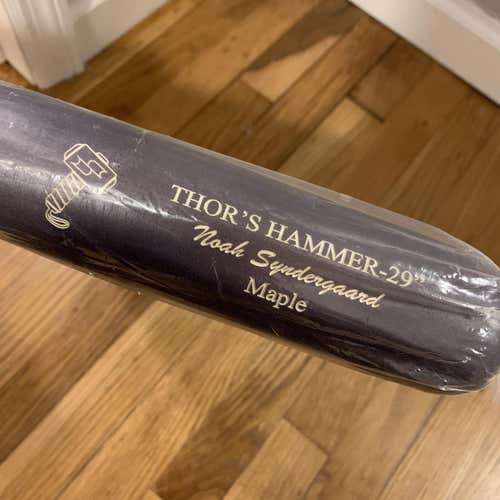 THOR'S HAMMER-29"
Noah Syndergaard
Maple